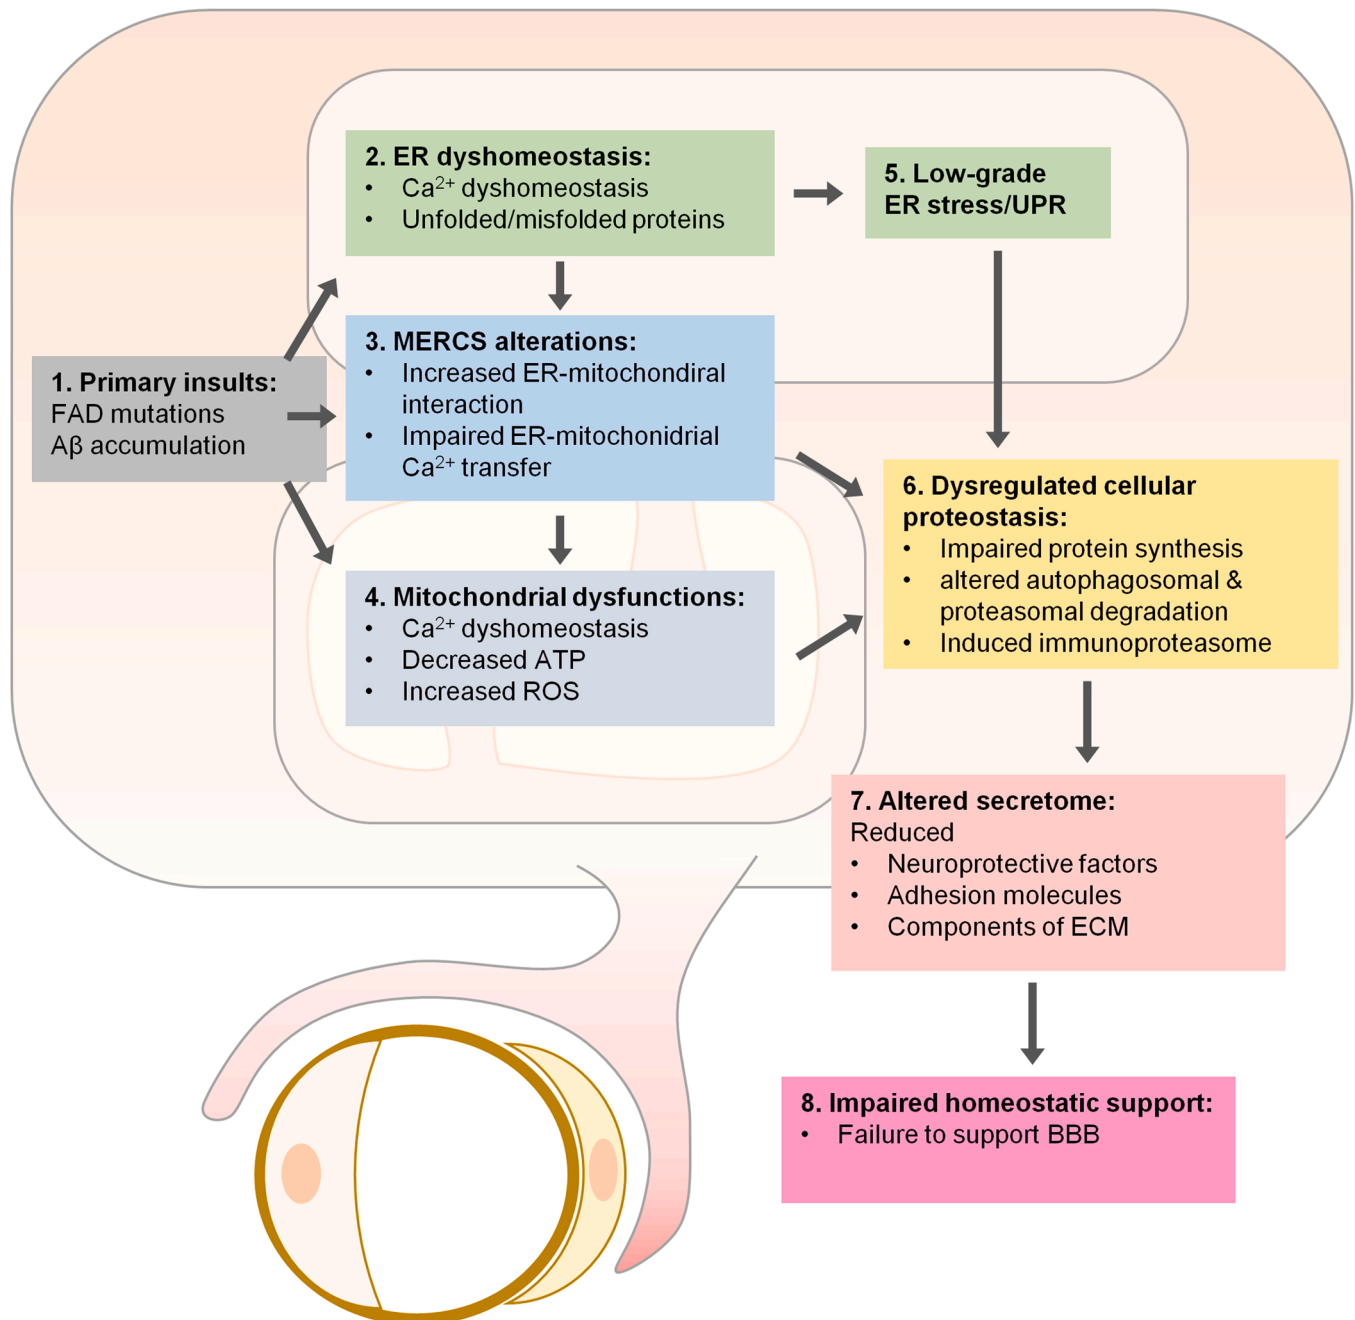 1. Primary insults:
FAD mutations
Aβ accumulation
2. ER dyshomeostasis:
• Ca²⁺ dyshomeostasis
• Unfolded/misfolded proteins
3. MERCS alterations:
• Increased ER-mitochondiral
interaction
• Impaired ER-mitochonidrial
Ca²⁺ transfer
4. Mitochondrial dysfunctions:
• Ca²⁺ dyshomeostasis
• Decreased ATP
• Increased ROS
5. Low-grade
ER stress/UPR
6. Dysregulated cellular
proteostasis:
• Impaired protein synthesis
• altered autophagosomal &
proteasomal degradation
• Induced immunoproteasome
7. Altered secretome:
Reduced
• Neuroprotective factors
• Adhesion molecules
• Components of ECM
8. Impaired homeostatic support:
• Failure to support BBB